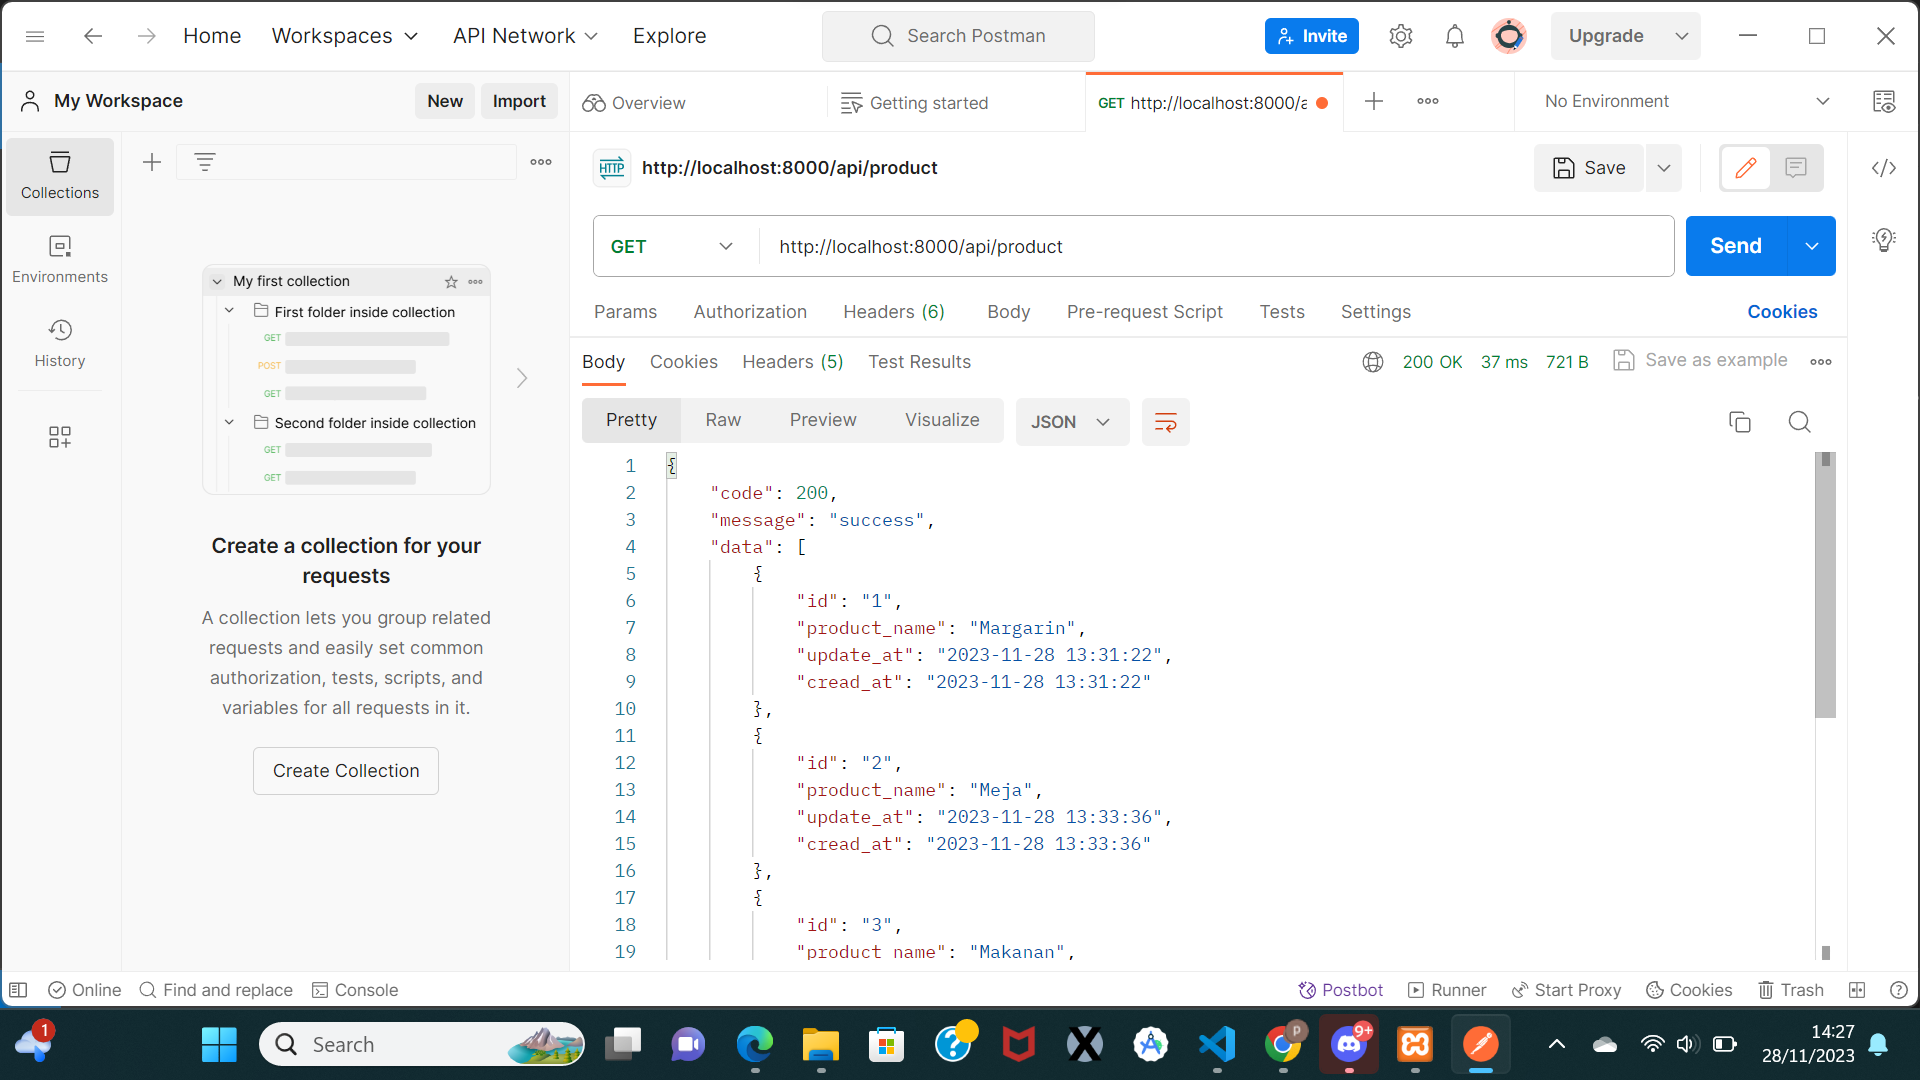 Home
Workspaces
API Network
Explore
Search Postman
Invite
Upgrade
My Workspace
New
Import
Overview
Getting started
GET http://localhost:8000/a
No Environment
Collections
Environments
History
My first collection
First folder inside collection
GET
POST
GET
Second folder inside collection
GET
GET
Create a collection for your
requests
A collection lets you group related
requests and easily set common
authorization, tests, scripts, and
variables for all requests in it.
Create Collection
HTTP
http://localhost:8000/api/product
Save
GET
http://localhost:8000/api/product
Send
Params
Authorization
Headers (6)
Body
Pre-request Script
Tests
Settings
Cookies
Body
Cookies
Headers (5)
Test Results
200 OK
37 ms
721 B
Save as example
Pretty
Raw
Preview
Visualize
JSON
1 {
2 "code": 200,
3 "message": "success",
4 "data": [
5 {
6 "id": "1",
7 "product_name": "Margarin",
8 "update_at": "2023-11-28 13:31:22",
9 "cread_at": "2023-11-28 13:31:22"
10 },
11 {
12 "id": "2",
13 "product_name": "Meja",
14 "update_at": "2023-11-28 13:33:36",
15 "cread_at": "2023-11-28 13:33:36"
16 },
17 {
18 "id": "3",
19 "product_name": "Makanan",
Online
Find and replace
Console
Postbot
Runner
Start Proxy
Cookies
Trash
1
Search
P
9+
14:27
28/11/2023